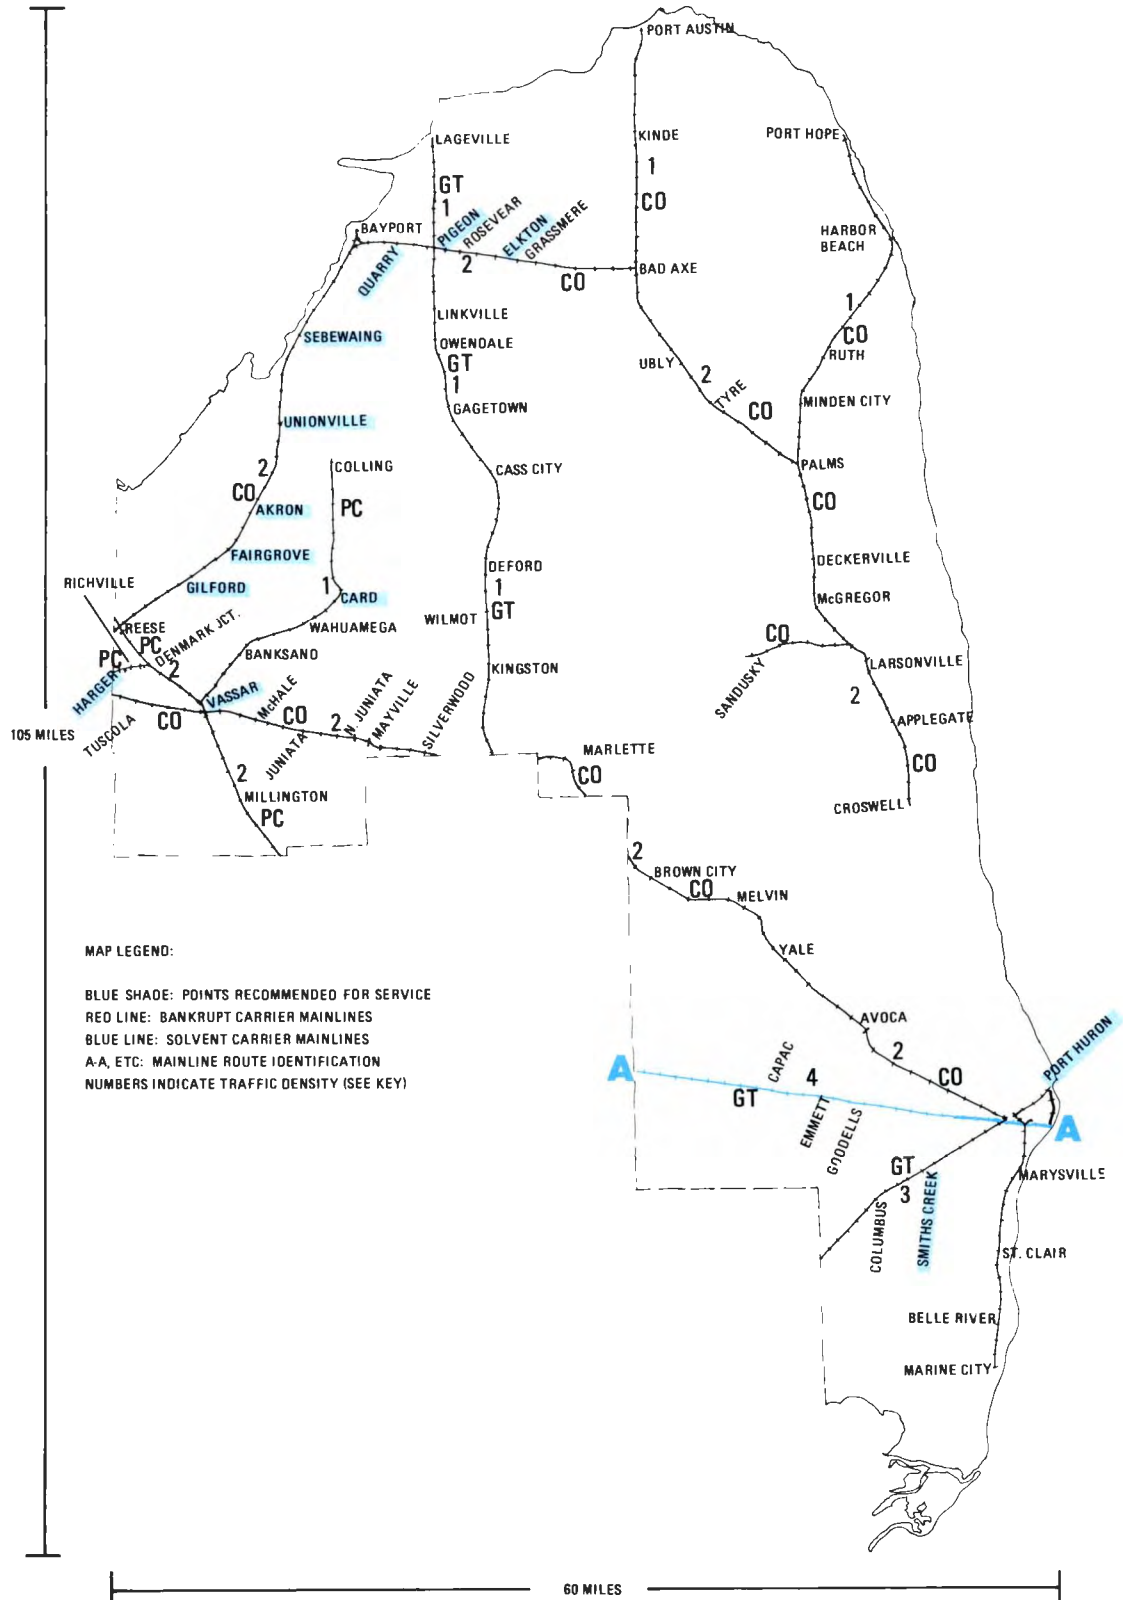 PORT AUSTIN
KINDE
PORT HOPE
LAGEVILLE
1
GT
1
CO
PIGEON
ROSEVEAR
ELKTON
GRASSMERE
BAYPORT
HARBOR
BEACH
QUARRY
2
CO
BAD AXE
1
LINKVILLE
CO
SEBEWAING
OWENDALE
RUTH
GT
1
UBLY
2
TYRE
CO
MINDEN CITY
GAGETOWN
UNIONVILLE
2
COLLING
CASS CITY
PALMS
CO
AKRON
PC
CO
FAIRGROVE
DEFORD
DECKERVILLE
RICHVILLE
GILFORD
1
CARD
1
GT
McGREGOR
REESE
WAHUAMEGA
WILMOT
CO
PC
PC
DENMARK JCT.
2
BANKSAND
KINGSTON
SANDUSKY
LARSONVILLE
HARGER
VASSAR
McHALE
2
TUSCOLA
CO
CO
2
N. JUNIATA
MAYVILLE
SILVERWOOD
APPLEGATE
105 MILES
JUNIATA
MARLETTE
CO
CO
2
MILLINGTON
PC
CROSWELL
2
BROWN CITY
CO
MELVIN
YALE
MAP LEGEND:
BLUE SHADE: POINTS RECOMMENDED FOR SERVICE
RED LINE: BANKRUPT CARRIER MAINLINES
BLUE LINE: SOLVENT CARRIER MAINLINES
A-A, ETC: MAINLINE ROUTE IDENTIFICATION
NUMBERS INDICATE TRAFFIC DENSITY (SEE KEY)
AVOCA
2
CO
PORT HURON
A
CAPAC
4
GT
EMMETT
GOODELLS
A
GT
3
MARYSVILLE
COLUMBUS
SMITHS CREEK
ST. CLAIR
BELLE RIVER
MARINE CITY
60 MILES